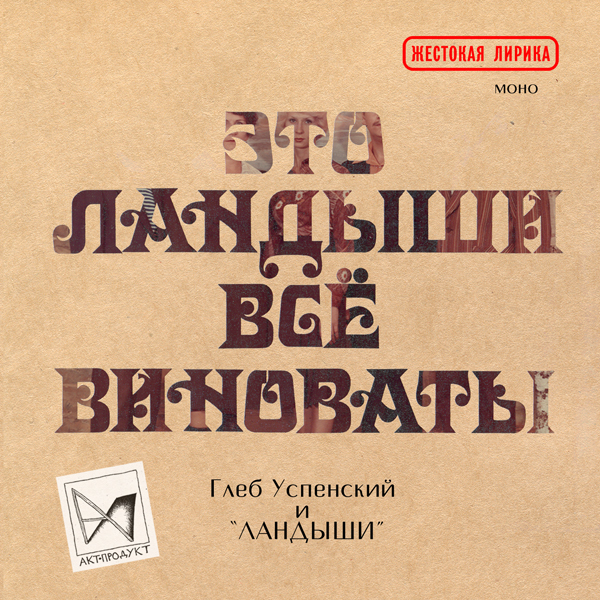 ЖЕСТОКАЯ ЛИРИКА
МОНО
ЭТО
ЛАНДЫШИ
ВСЁ
ВИНОВАТЫ
Глеб Успенский
и
"ЛАНДЫШИ"
АКТ-ПРОДУКТ